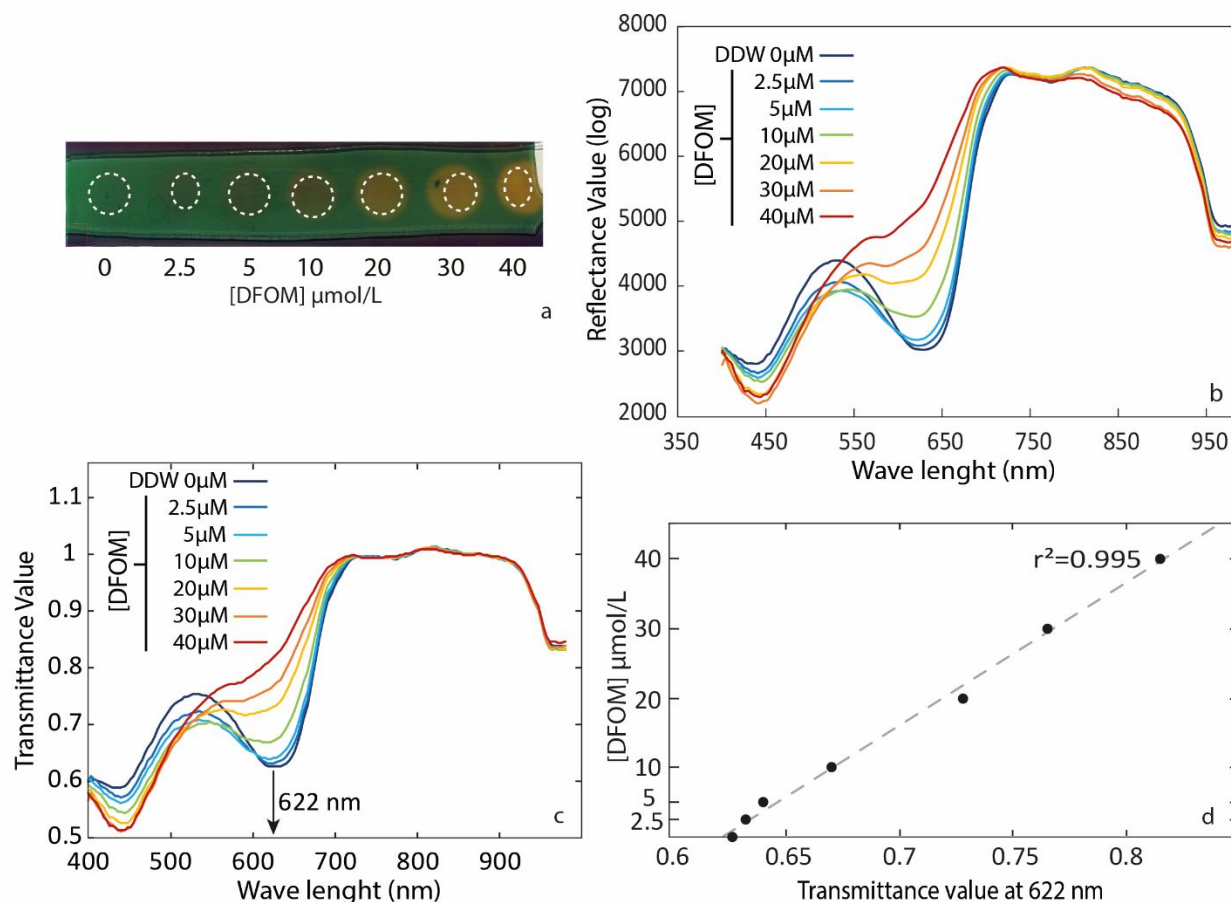 0 2.5 5 10 20 30 40
[DFOM] µmol/L
a
8000
7000
6000
5000
4000
3000
2000
Reflectance Value (log)
DDW 0µM
[DFOM]
2.5µM
5µM
10µM
20µM
30µM
40µM
350 450 550 650 750 850 950
Wave lenght (nm)
b
1.1
1
0.9
0.8
0.7
0.6
0.5
Transmittance Value
DDW 0µM
[DFOM]
2.5µM
5µM
10µM
20µM
30µM
40µM
622 nm
400 500 600 700 800 900
Wave lenght (nm)
c
40
30
20
10
5
2.5
[DFOM] µmol/L
r²=0.995
0.6 0.65 0.7 0.75 0.8
Transmittance value at 622 nm
d